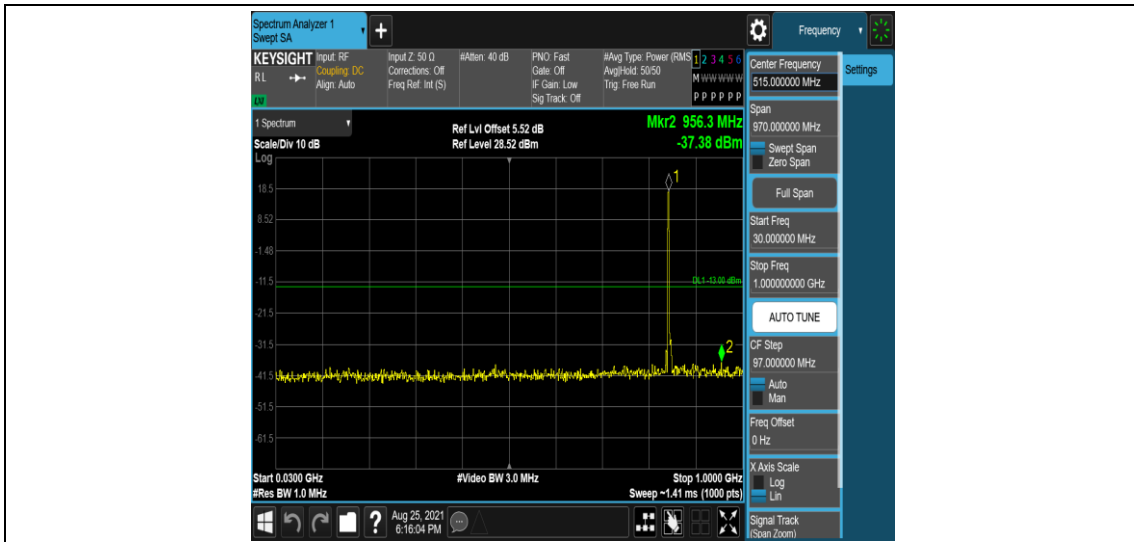 Spectrum Analyzer 1
Swept SA
+
Frequency
KEYSIGHT
RL
LXI
Input: RF
Coupling: DC
Align: Auto
Input Z: 50 Ω
Corrections: Off
Freq Ref: Int (S)
#Atten: 40 dB
PNO: Fast
Gate: Off
IF Gain: Low
Sig Track: Off
#Avg Type: Power (RMS
Avg|Hold: 50/50
Trig: Free Run
1 2 3 4 5 6
M W W W W W
P P P P P P
1 Spectrum
Scale/Div 10 dB
Ref Lvl Offset 5.52 dB
Ref Level 28.52 dBm
Mkr2 956.3 MHz
-37.38 dBm
Log
18.5
8.52
-1.48
-11.5
-21.5
-31.5
-41.5
-51.5
-61.5
1
DL1 -13.00 dBm
2
Start 0.0300 GHz
#Res BW 1.0 MHz
#Video BW 3.0 MHz
Stop 1.0000 GHz
Sweep ~1.41 ms (1000 pts)
Center Frequency
515.000000 MHz
Settings
Span
970.000000 MHz
Swept Span
Zero Span
Full Span
Start Freq
30.000000 MHz
Stop Freq
1.000000000 GHz
AUTO TUNE
CF Step
97.000000 MHz
Auto
Man
Freq Offset
0 Hz
X Axis Scale
Log
Lin
Signal Track
(Span Zoom)
?
Aug 25, 2021
6:16:04 PM